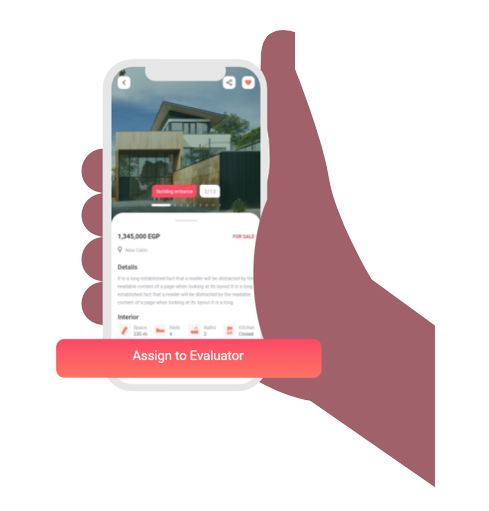 Building entrance
1/13
1,345,000 EGP
FOR SALE
New Cairo
Details
It is a long established fact that a reader will be distracted by the
readable content of a page when looking at its layout It is a long
established fact that a reader will be distracted by the readable
content of a page when looking at its layout It is a long
Interior
Space
Beds
Baths
Kitchen
4
2
Closed
Assign to Evaluator